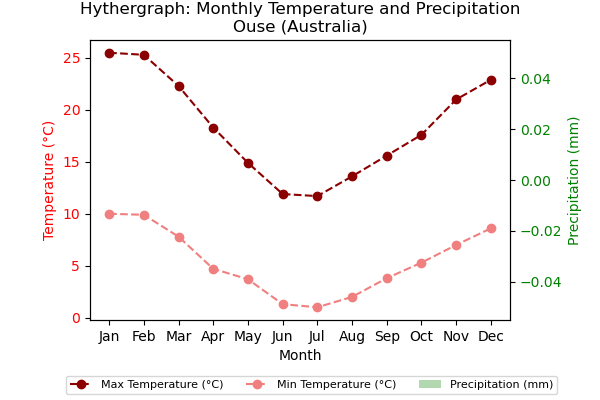 Hythergraph: Monthly Temperature and Precipitation
Ouse (Australia)
Temperature (°C)
25
20
15
10
5
0
0.04
0.02
0.00
−0.02
−0.04
Precipitation (mm)
Jan Feb Mar Apr May Jun Jul Aug Sep Oct Nov Dec
Month
Max Temperature (°C) Min Temperature (°C) Precipitation (mm)